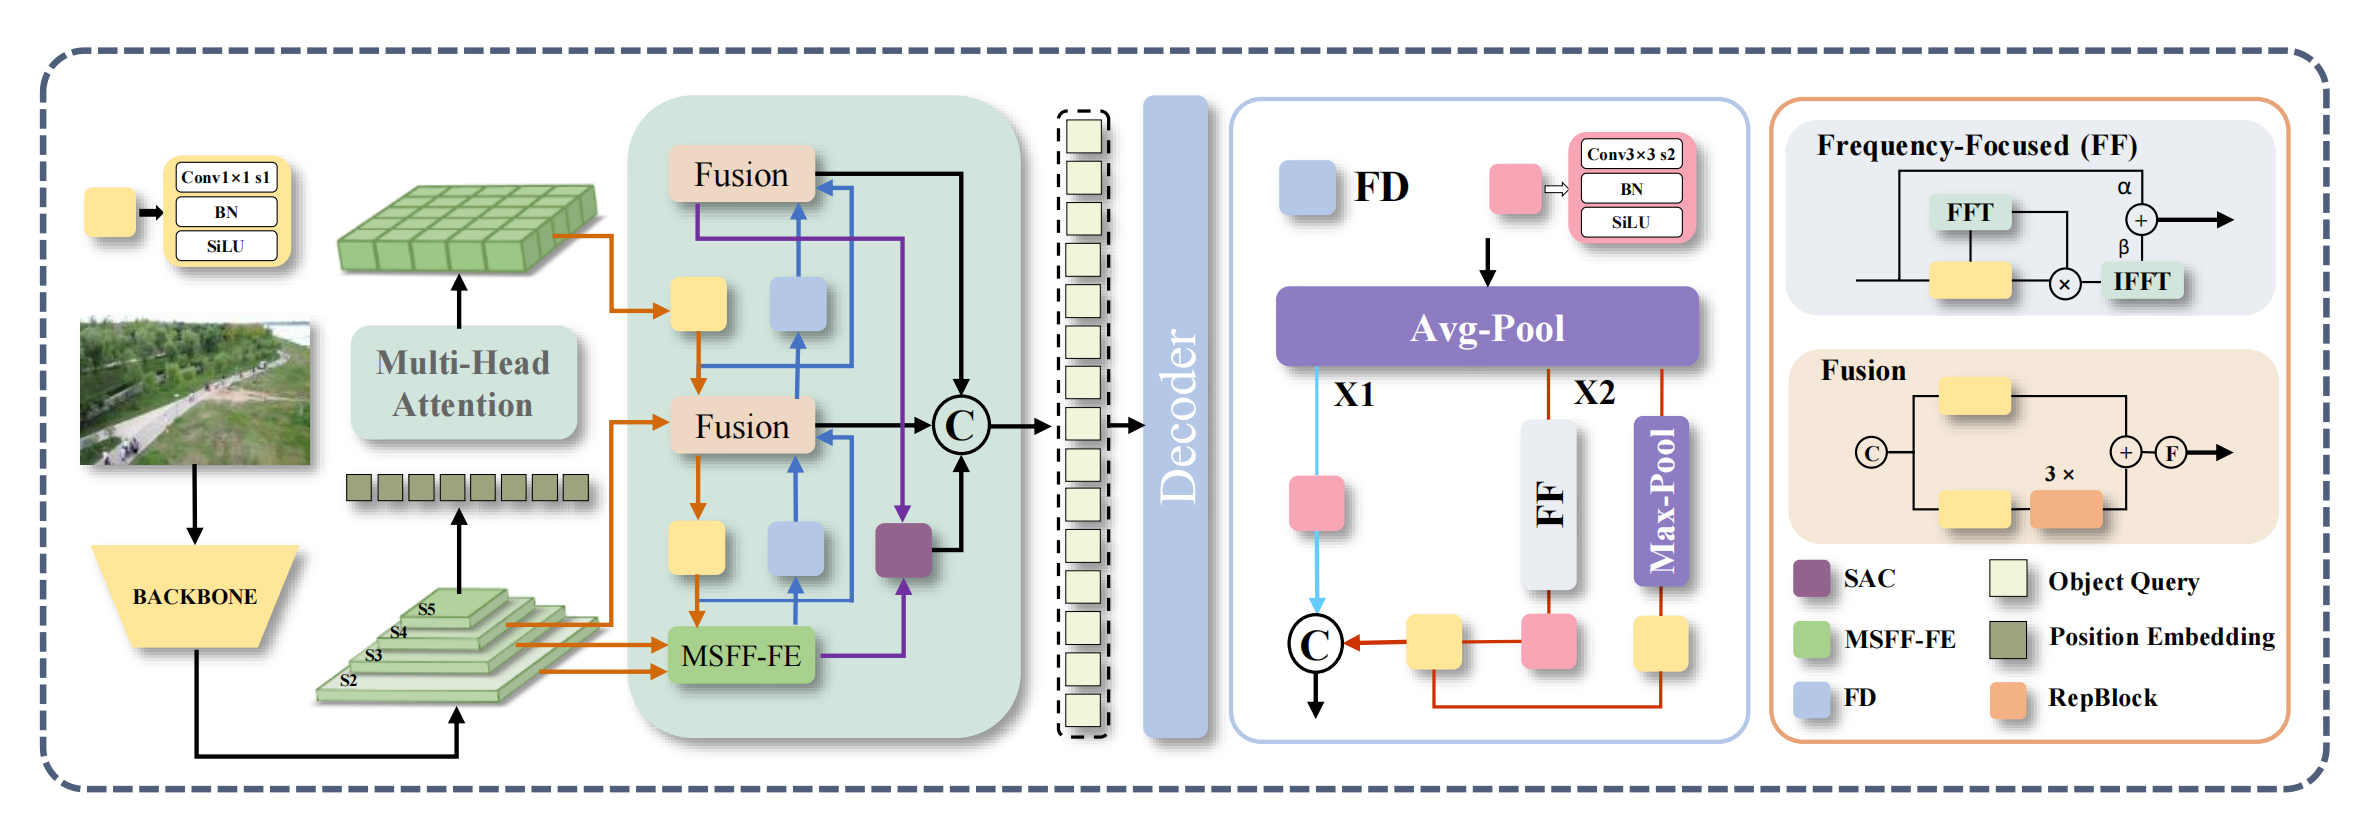 Conv1×1 s1
BN
SiLU
Multi-Head
Attention
BACKBONE
S5
S4
S3
S2
Fusion
Fusion
MSFF-FE
C
Decoder
FD
Conv3×3 s2
BN
SiLU
Avg-Pool
X1
X2
FF
Max-Pool
C
Frequency-Focused (FF)
α
FFT
+
β
×
IFFT
Fusion
C
3 ×
+
F
SAC
Object Query
MSFF-FE
Position Embedding
FD
RepBlock